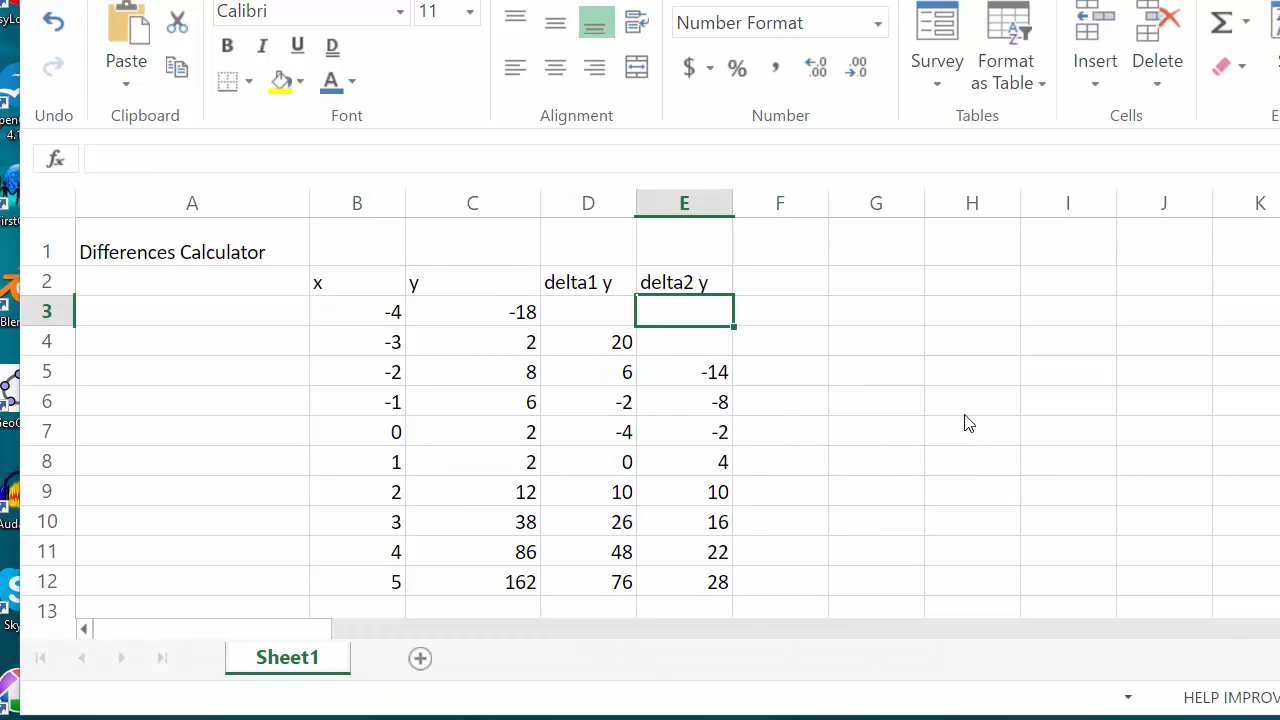 Calibri 11 Number Format
B I U D
$ % , .00 .00
Paste Survey Format as Table Insert Delete Σ
Undo Clipboard Font Alignment Number Tables Cells
4.1
fx
A B C D E F G H I J K
1 Differences Calculator
2 x y delta1 y delta2 y
3 -4 -18
4 -3 2 20
5 -2 8 6 -14
6 -1 6 -2 -8
7 0 2 -4 -2
8 1 2 0 4
9 2 12 10 10
10 3 38 26 16
11 4 86 48 22
12 5 162 76 28
13
Sheet1
HELP IMPROV